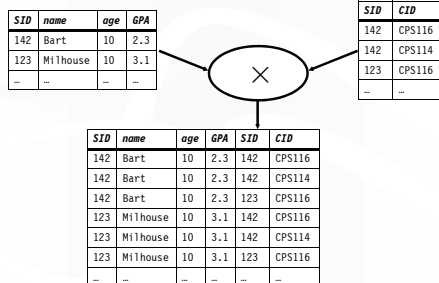 SID name age GPA
142 Bart 10 2.3
123 Milhouse 10 3.1
… … … …
SID CID
142 CPS116
142 CPS114
123 CPS116
… …
×
SID name age GPA SID CID
142 Bart 10 2.3 142 CPS116
142 Bart 10 2.3 142 CPS114
142 Bart 10 2.3 123 CPS116
123 Milhouse 10 3.1 142 CPS116
123 Milhouse 10 3.1 142 CPS114
123 Milhouse 10 3.1 123 CPS116
… … … … … …